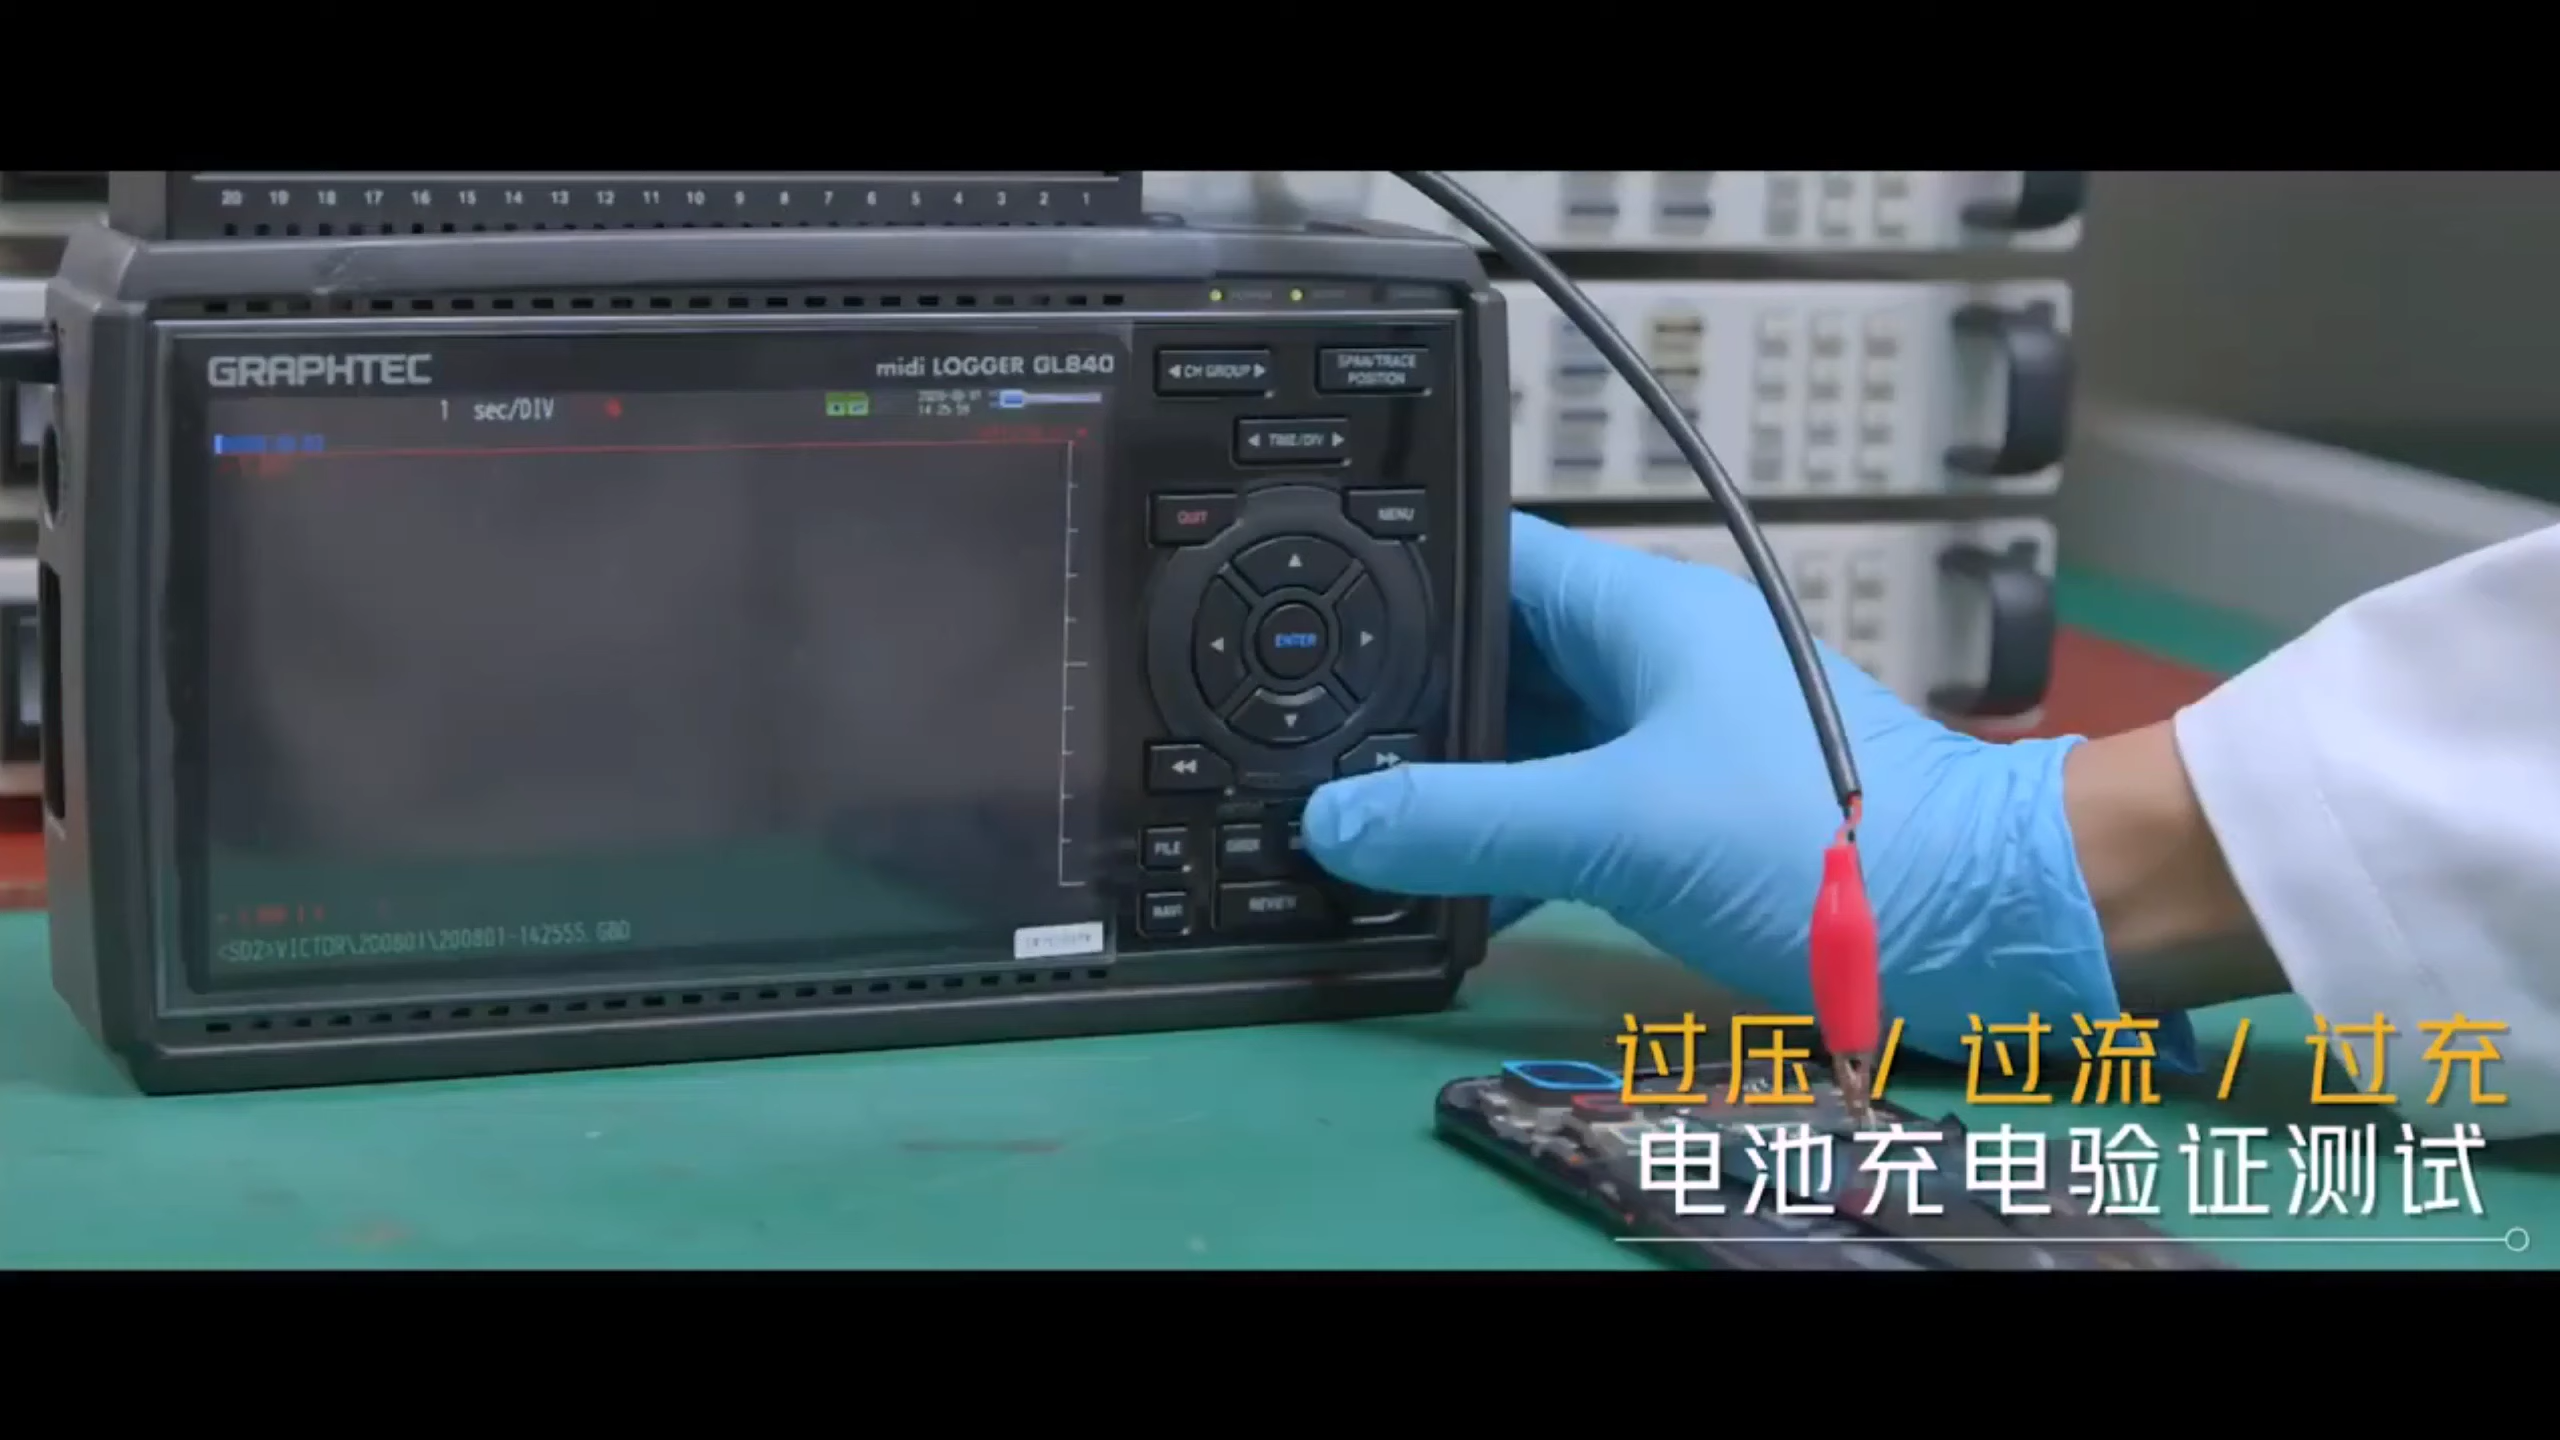 20 19 18 17 16 15 14 13 12 11 10 9 8 7 6 5 4 3 2 1
GRAPHTEC
midi LOGGER GL840
◀ CH GROUP ▶
SPAN/TRACE
POSITION
1 sec/DIV
◀ TIME/DIV ▶
QUIT
MENU
ENTER
FILE
NAVI
REVIEW
<SD2>VICTOR\200801\200801-142555.GBD
过压 / 过流 / 过充
电池充电验证测试